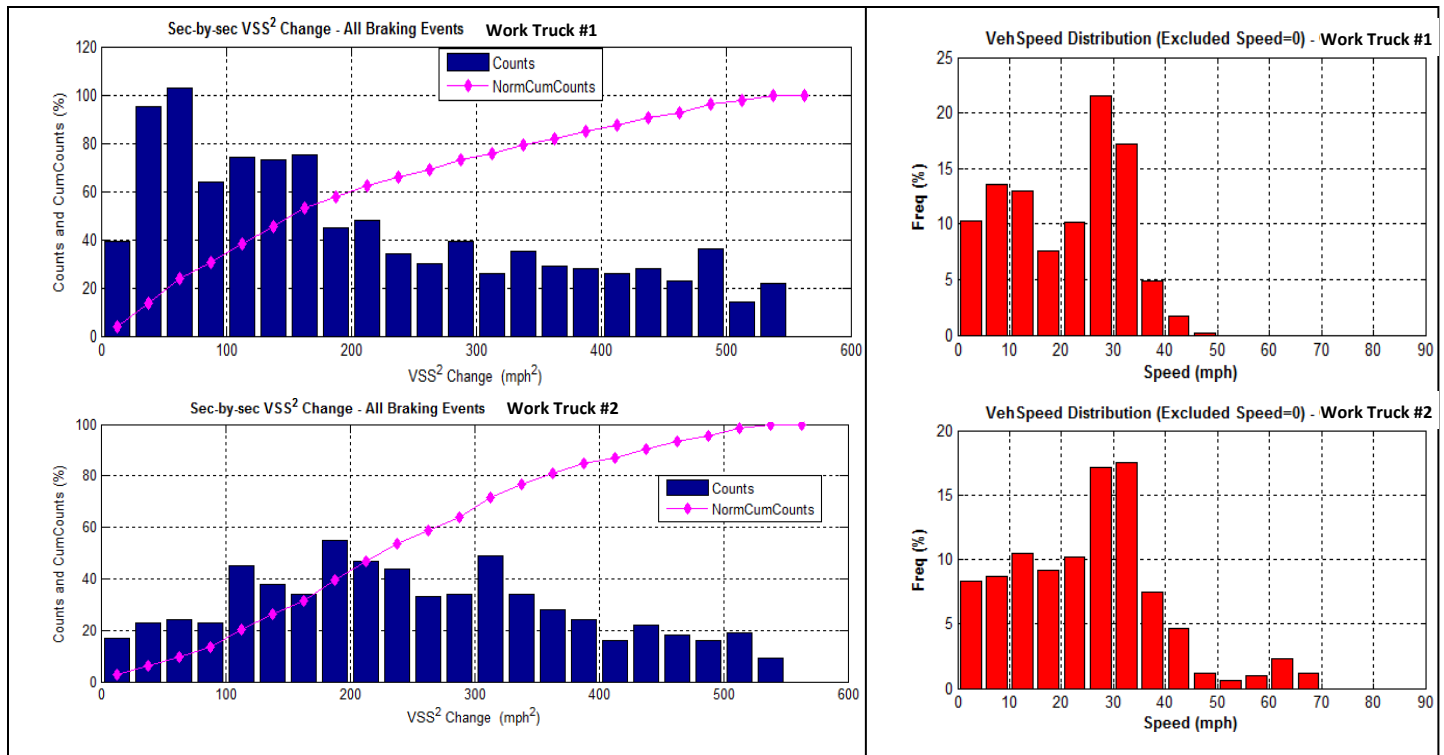 Sec-by-sec VSS² Change - All Braking Events Work Truck #1
120
100
80
60
40
20
0
Counts and CumCounts (%)
Counts
NormCumCounts
0 100 200 300 400 500 600
VSS² Change (mph²)
Veh Speed Distribution (Excluded Speed=0) - Work Truck #1
25
20
15
10
5
0
Freq (%)
0 10 20 30 40 50 60 70 80 90
Speed (mph)
Sec-by-sec VSS² Change - All Braking Events Work Truck #2
100
80
60
40
20
0
Counts and CumCounts (%)
Counts
NormCumCounts
0 100 200 300 400 500 600
VSS² Change (mph²)
Veh Speed Distribution (Excluded Speed=0) - Work Truck #2
20
15
10
5
0
Freq (%)
0 10 20 30 40 50 60 70 80 90
Speed (mph)